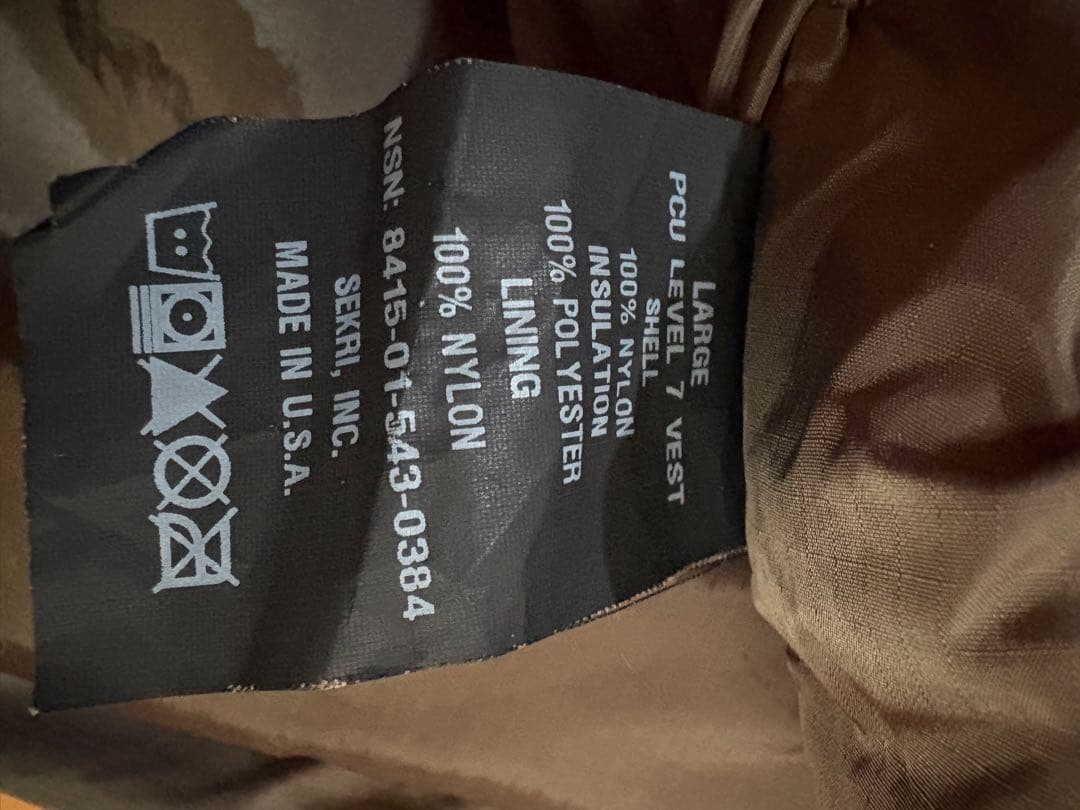 LARGE
PCU LEVEL 7 VEST
SHELL
100% NYLON
INSULATION
100% POLYESTER
LINING
100% NYLON
NSN: 8415-01-543-0384
SEKRI, INC.
MADE IN U.S.A.